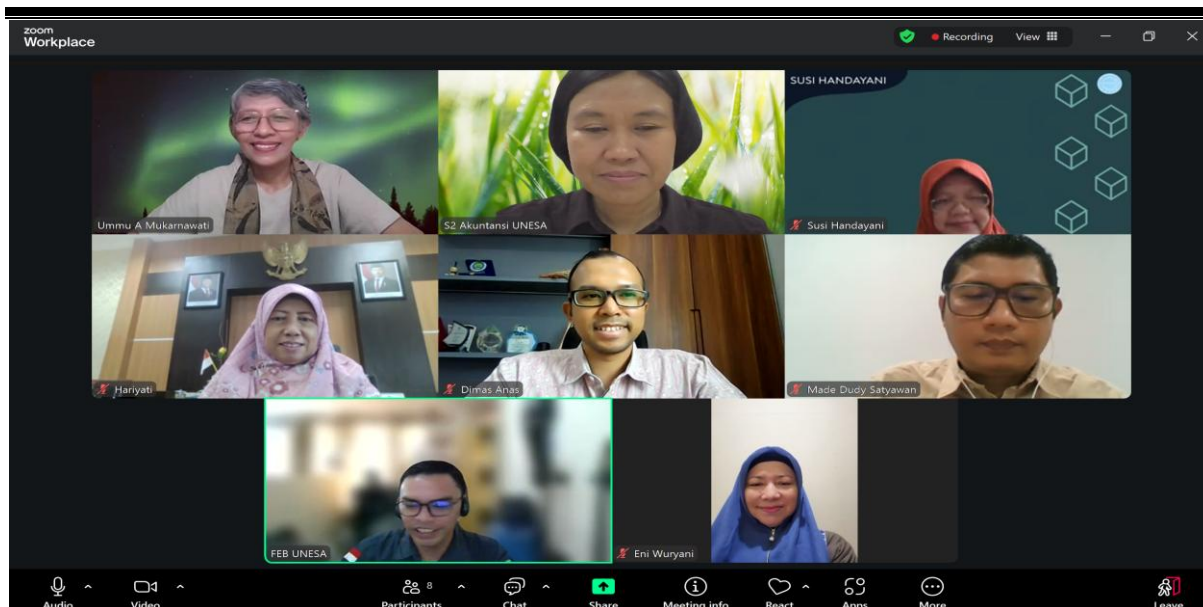 zoom
Workplace
Recording
View
SUSI HANDAYANI
Ummu A Mukarnawati
S2 Akuntansi UNESA
Susi Handayani
Hariyati
Dimas Anas
Made Dudy Satyawan
FEB UNESA
Eni Wuryani
Audio
Video
Participants
8
Chat
Share
Meeting info
React
Apps
More
Leave